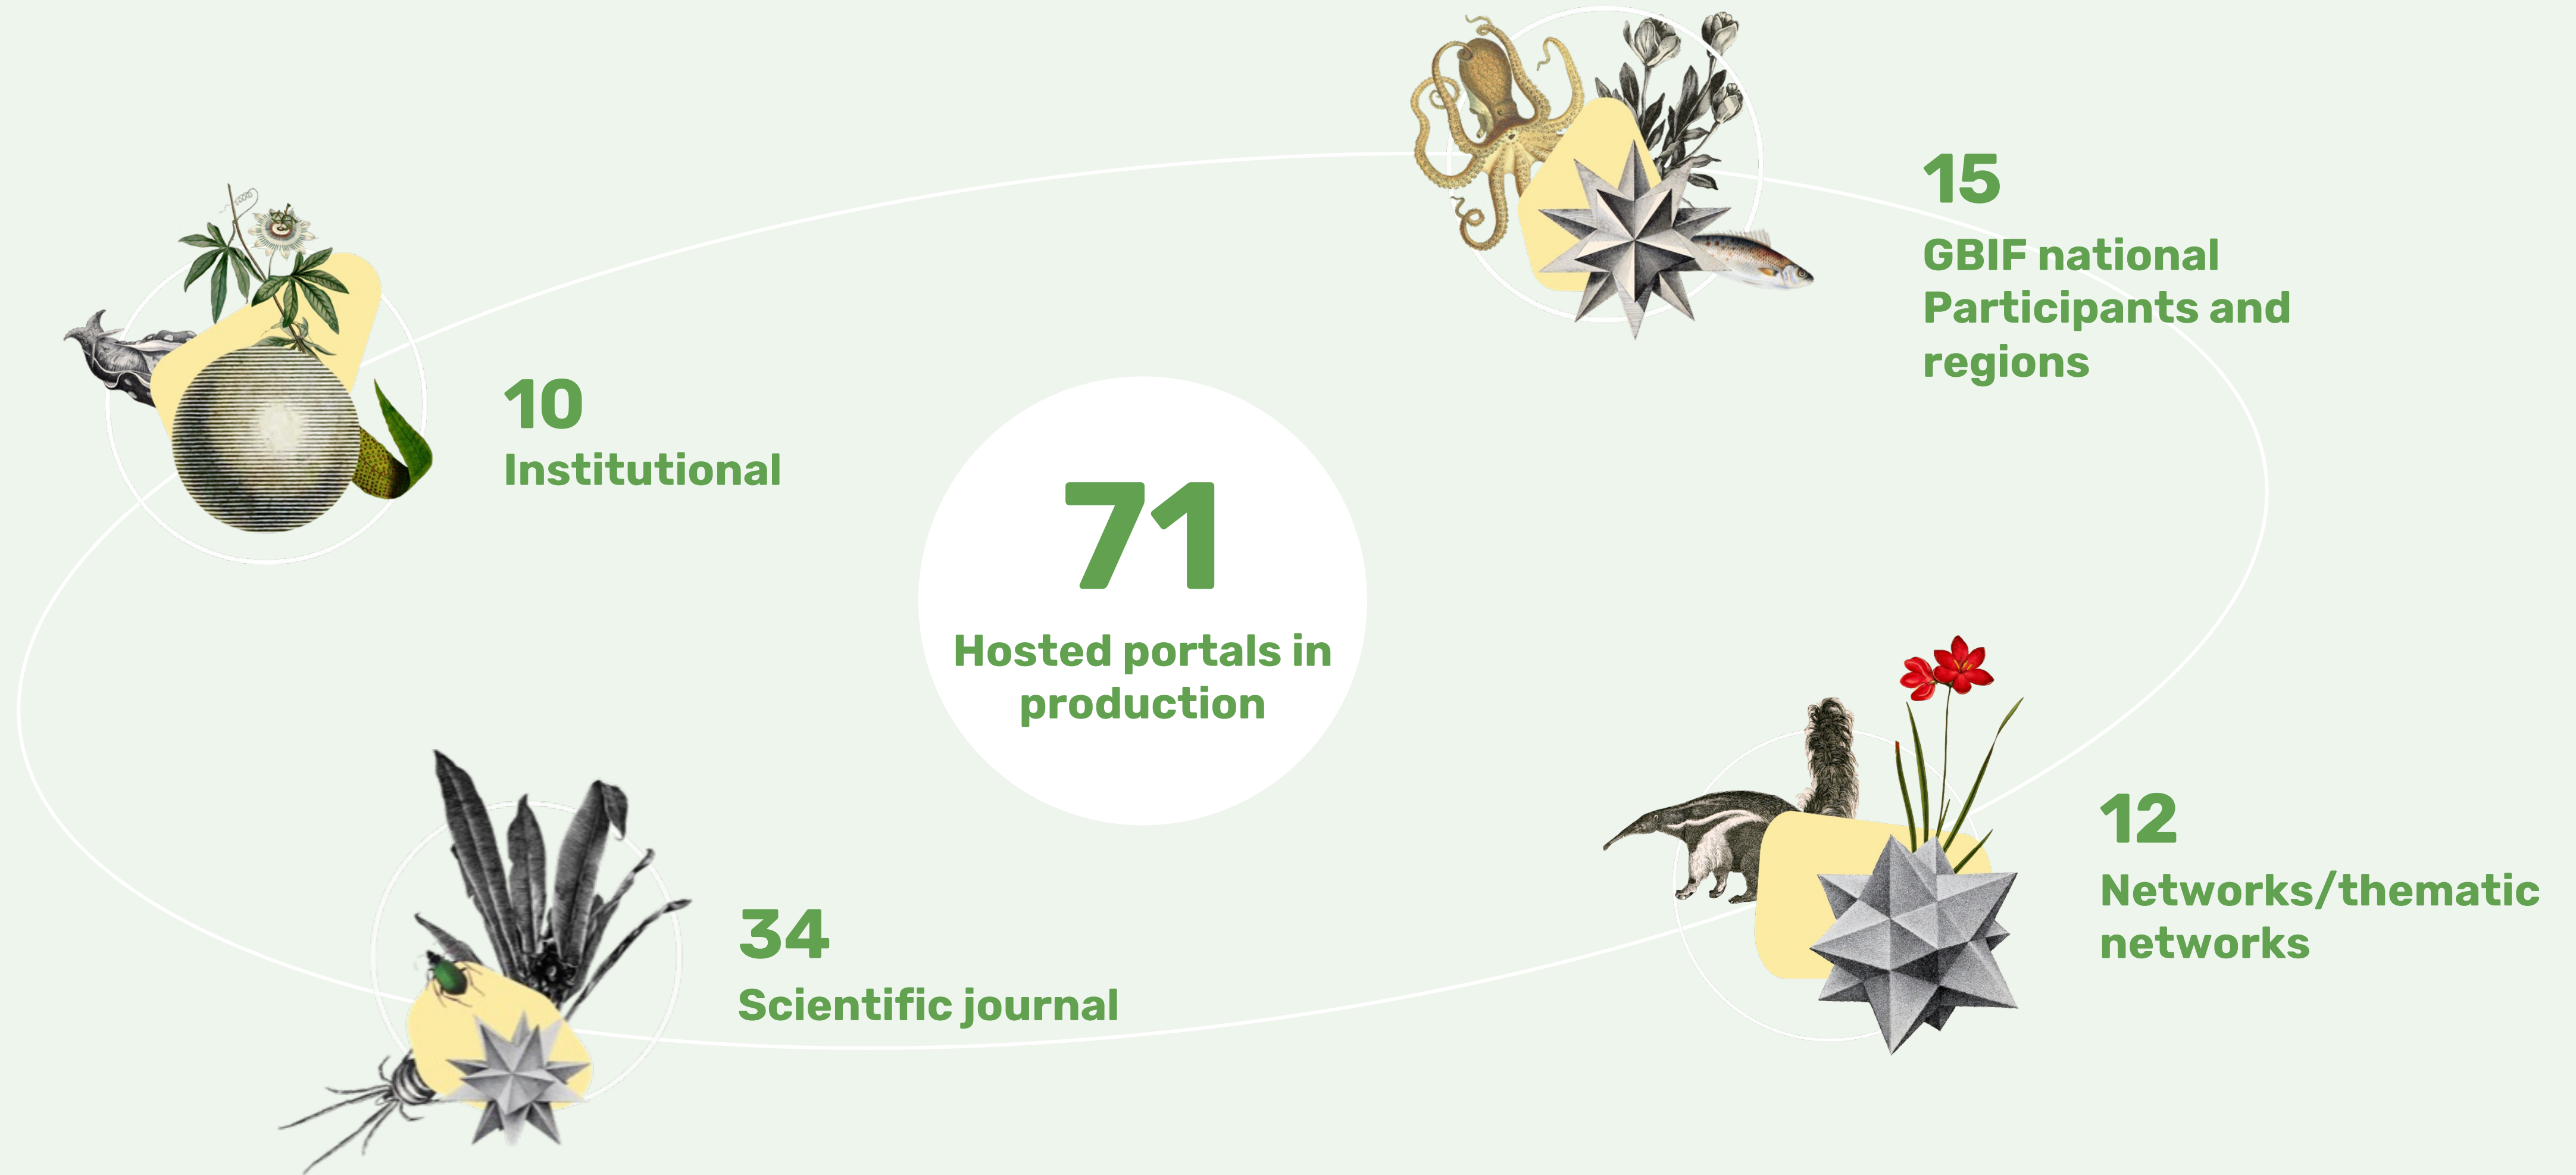 15
GBIF national
Participants and
regions
10
Institutional
71
Hosted portals in
production
12
Networks/thematic
networks
34
Scientific journal